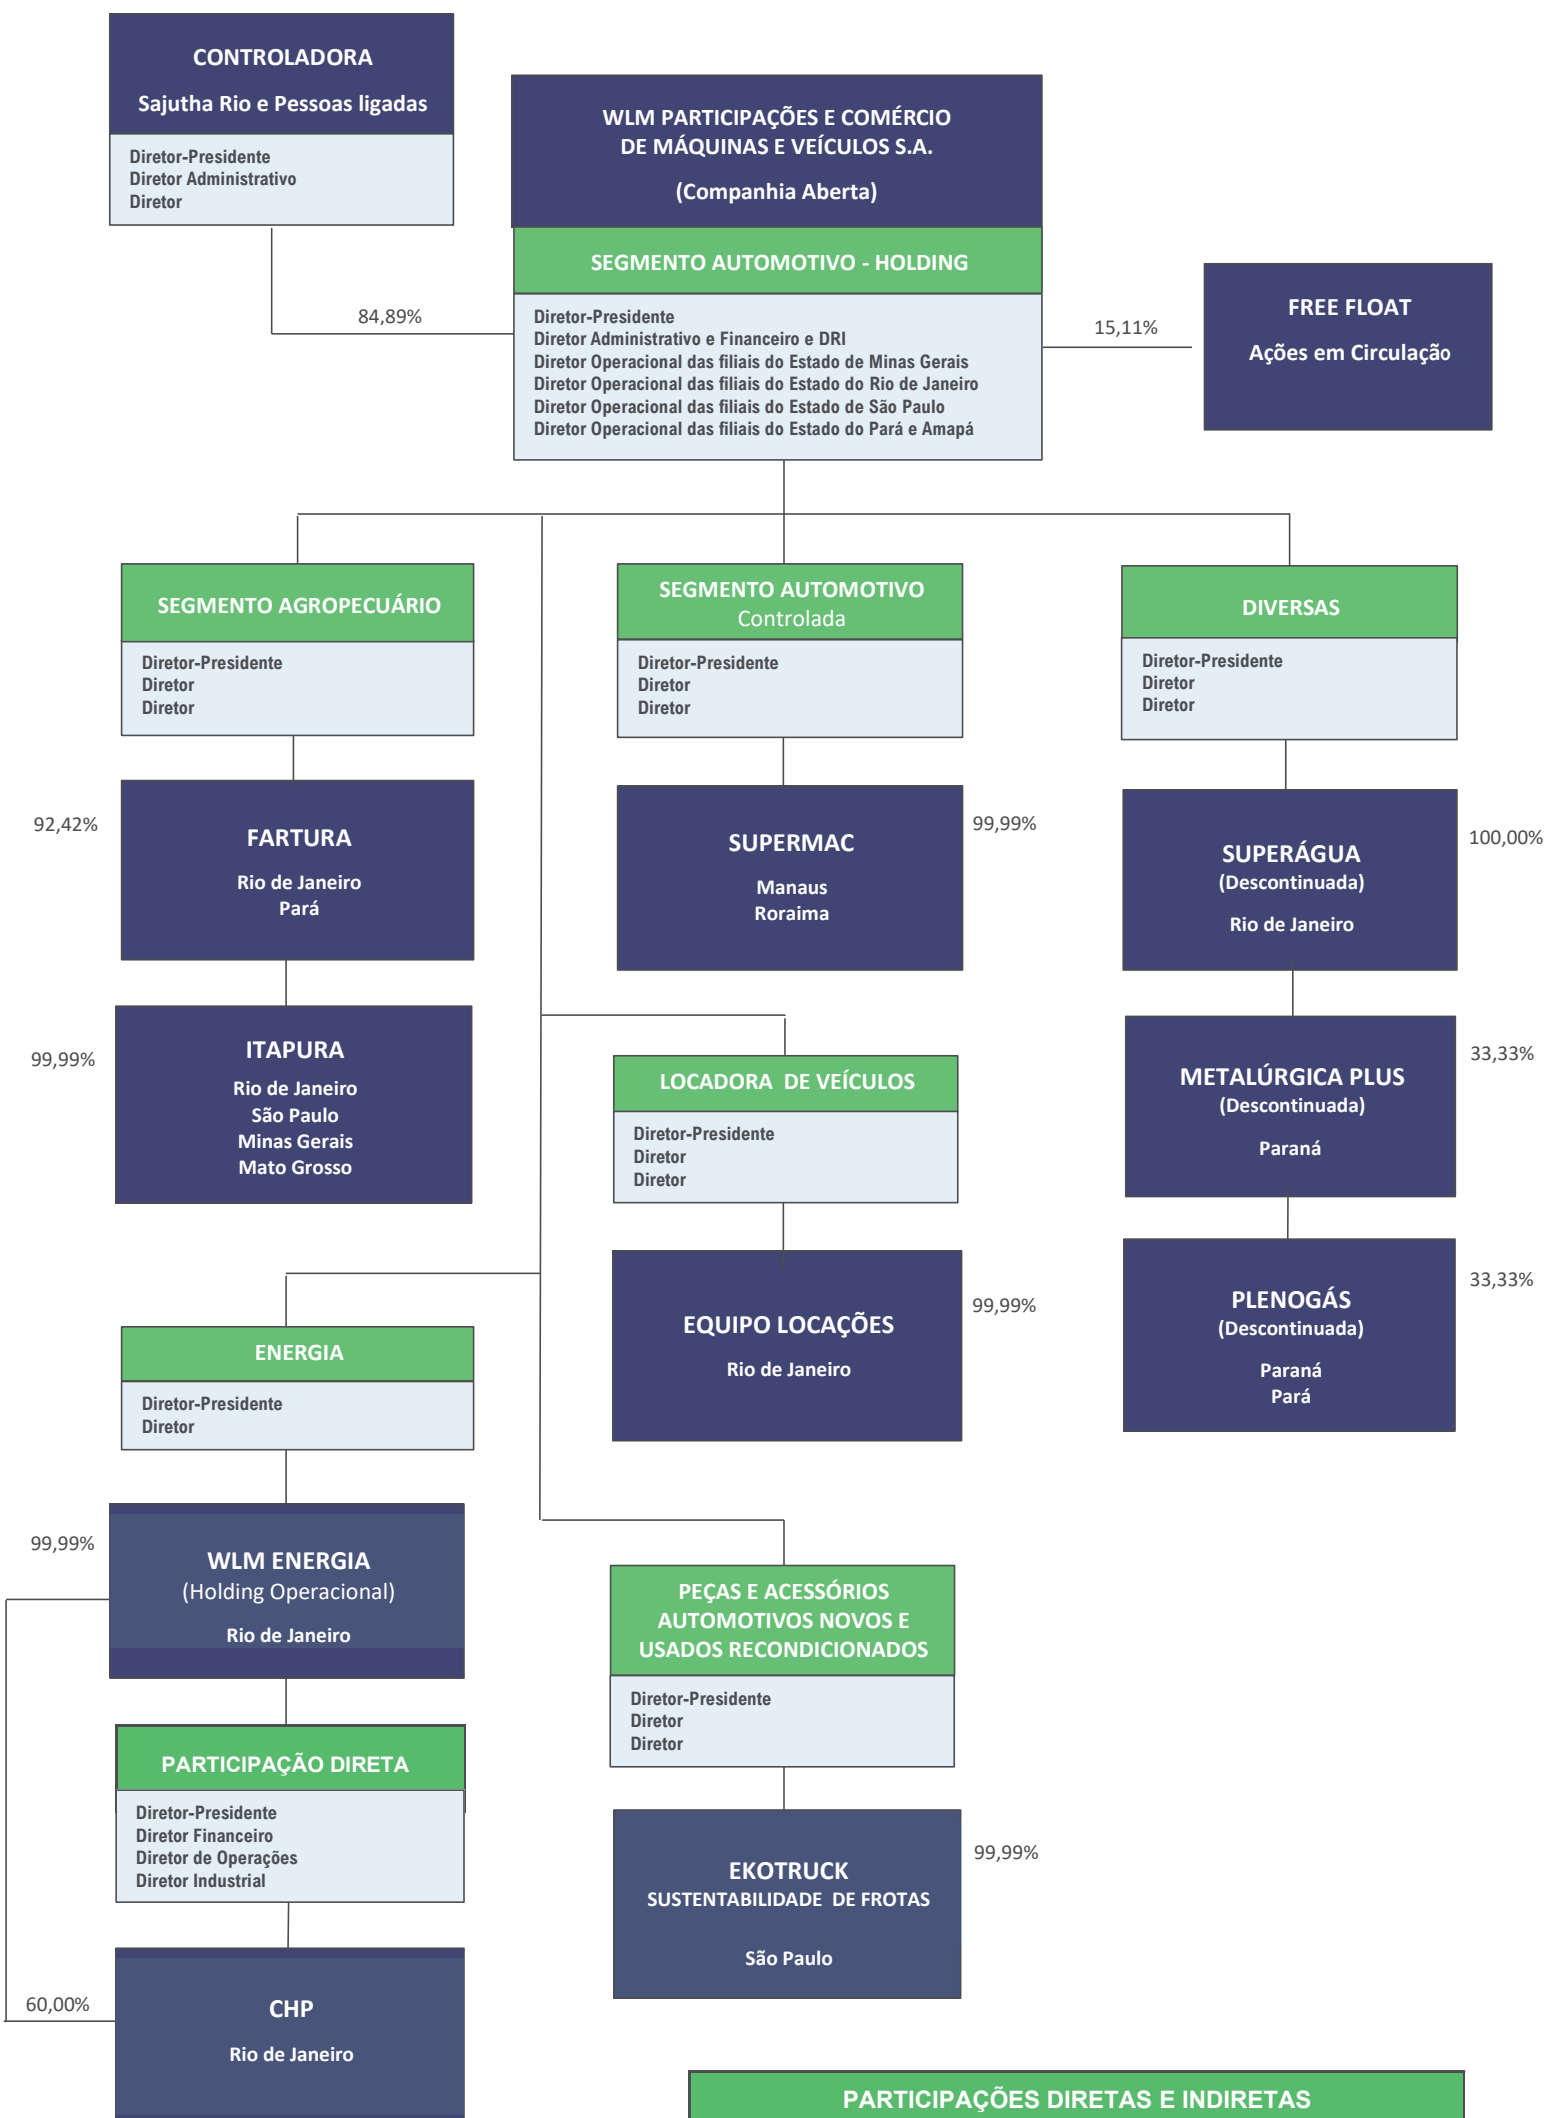 CONTROLADORA
Sajutha Rio e Pessoas ligadas
Diretor-Presidente
Diretor Administrativo
Diretor
WLM PARTICIPAÇÕES E COMÉRCIO
DE MÁQUINAS E VEÍCULOS S.A.
(Companhia Aberta)
SEGMENTO AUTOMOTIVO - HOLDING
Diretor-Presidente
Diretor Administrativo e Financeiro e DRI
Diretor Operacional das filiais do Estado de Minas Gerais
Diretor Operacional das filiais do Estado do Rio de Janeiro
Diretor Operacional das filiais do Estado de São Paulo
Diretor Operacional das filiais do Estado do Pará e Amapá
84,89%
15,11%
FREE FLOAT
Ações em Circulação
SEGMENTO AGROPECUÁRIO
Diretor-Presidente
Diretor
Diretor
92,42%
FARTURA
Rio de Janeiro
Pará
99,99%
ITAPURA
Rio de Janeiro
São Paulo
Minas Gerais
Mato Grosso
SEGMENTO AUTOMOTIVO
Controlada
Diretor-Presidente
Diretor
Diretor
SUPERMAC
Manaus
Roraima
99,99%
DIVERSAS
Diretor-Presidente
Diretor
Diretor
SUPERÁGUA
(Descontinuada)
Rio de Janeiro
100,00%
METALÚRGICA PLUS
(Descontinuada)
Paraná
33,33%
PLENOGÁS
(Descontinuada)
Paraná
Pará
33,33%
LOCADORA DE VEÍCULOS
Diretor-Presidente
Diretor
Diretor
EQUIPO LOCAÇÕES
Rio de Janeiro
99,99%
ENERGIA
Diretor-Presidente
Diretor
99,99%
WLM ENERGIA
(Holding Operacional)
Rio de Janeiro
PARTICIPAÇÃO DIRETA
Diretor-Presidente
Diretor Financeiro
Diretor de Operações
Diretor Industrial
60,00%
CHP
Rio de Janeiro
PEÇAS E ACESSÓRIOS
AUTOMOTIVOS NOVOS E
USADOS RECONDICIONADOS
Diretor-Presidente
Diretor
Diretor
EKOTRUCK
SUSTENTABILIDADE DE FROTAS
São Paulo
99,99%
PARTICIPAÇÕES DIRETAS E INDIRETAS